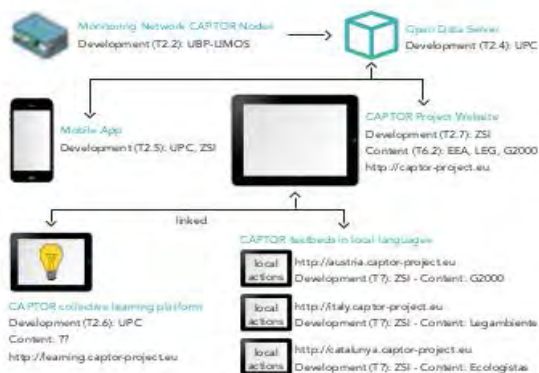 Monitoring Network CAPTOR Nodes
Development (T2.2): UBP-LIMOS
Open Data Server
Development (T2.4): UPC
Mobile App
Development (T2.5): UPC, ZSI
CAPTOR Project Website
Development (T2.7): ZSI
Content (T6.2): EEA, LEG, G2000
http://captor-project.eu
linked
CAPTOR collective learning platform
Development (T2.6): UPC
Content: ??
http://learning.captor-project.eu
CAPTOR testbeds in local languages
local
actions
http://austria.captor-project.eu
Development (T7): ZSI - Content: G2000
local
actions
http://italy.captor-project.eu
Development (T7): ZSI - Content: Legambiente
local
actions
http://catalunya.captor-project.eu
Development (T7): ZSI - Content: Ecologistas